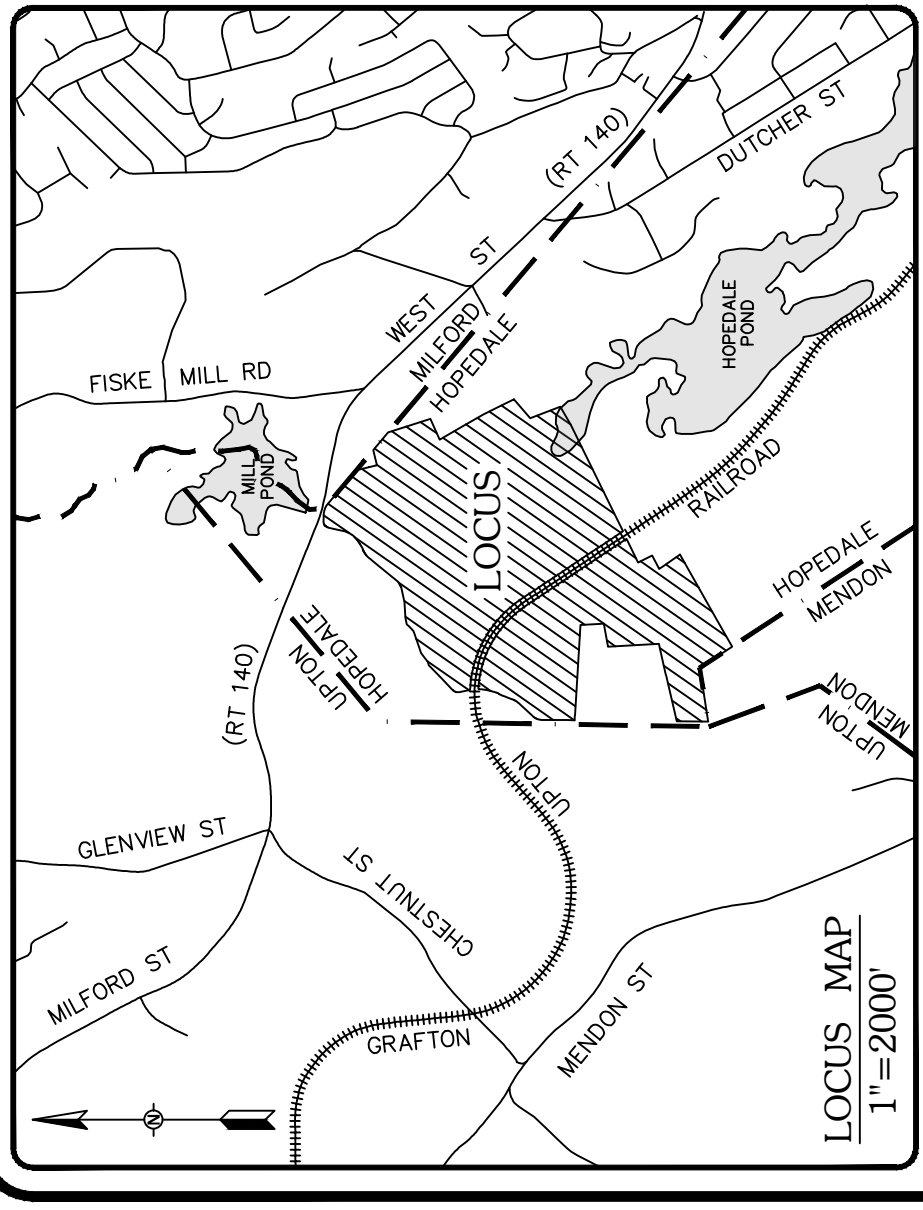 FISKE MILL RD
WEST ST
(RT 140)
DUTCHER ST
MILFORD
HOPEDALE
MILL
POND
HOPEDALE
POND
LOCUS
RAILROAD
HOPEDALE
MENDON
UPTON
HOPEDALE
(RT 140)
UPTON
MENDON
UPTON
GLENVIEW ST
CHESTNUT ST
MILFORD ST
GRAFTON
MENDON ST
N
LOCUS MAP
1"=2000'